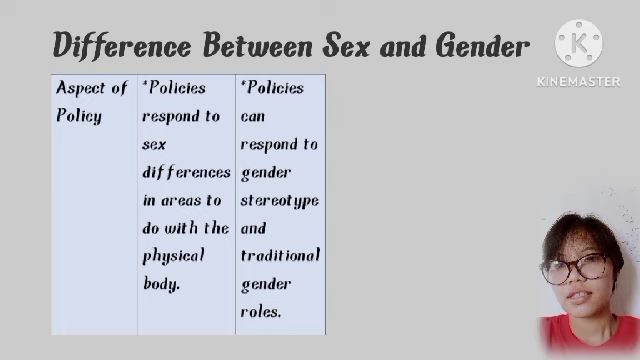 Difference Between Sex and Gender
K
KINEMASTER
Aspect of
Policy
*Policies
respond to
sex
differences
in areas to
do with the
physical
body.
*Policies
can
respond to
gender
stereotype
and
traditional
gender
roles.